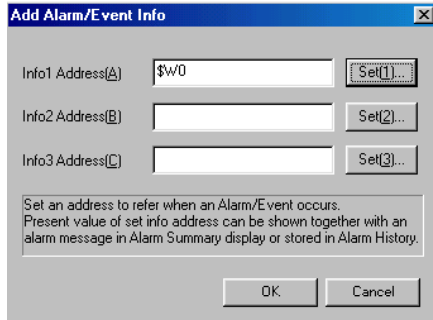 Add Alarm/Event Info
Info1 Address(A) $W0 Set(1)...
Info2 Address(B) Set(2)...
Info3 Address(C) Set(3)...
Set an address to refer when an Alarm/Event occurs.
Present value of set info address can be shown together with an
alarm message in Alarm Summary display or stored in Alarm History.
OK Cancel